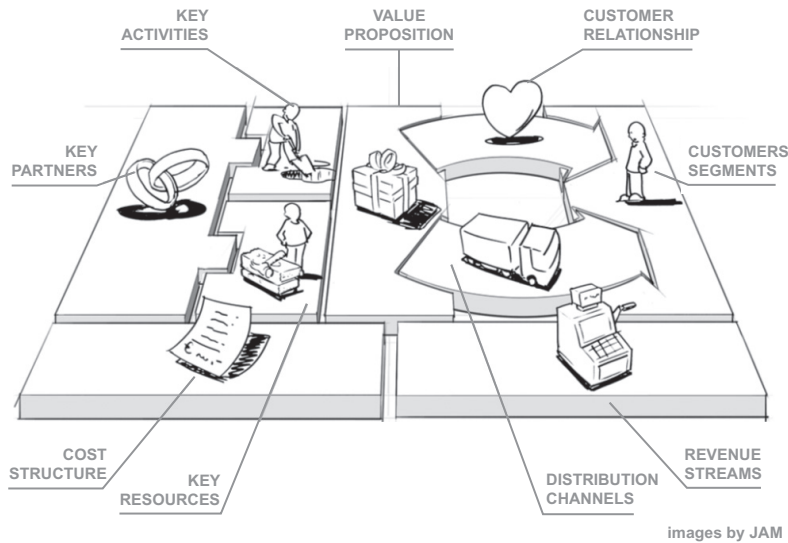 KEY
ACTIVITIES
VALUE
PROPOSITION
CUSTOMER
RELATIONSHIP
KEY
PARTNERS
CUSTOMERS
SEGMENTS
COST
STRUCTURE
KEY
RESOURCES
DISTRIBUTION
CHANNELS
REVENUE
STREAMS
images by JAM